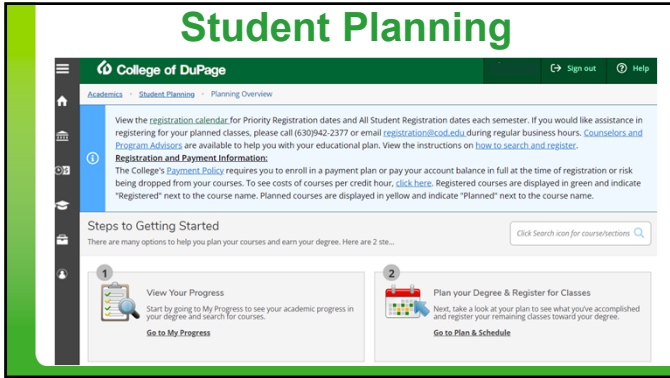 Student Planning
College of DuPage
Sign out
Help
Academics · Student Planning · Planning Overview
View the registration calendar for Priority Registration dates and All Student Registration dates each semester. If you would like assistance in
registering for your planned classes, please call (630)942-2377 or email registration@cod.edu during regular business hours. Counselors and
Program Advisors are available to help you with your educational plan. View the instructions on how to search and register.
Registration and Payment Information:
The College's Payment Policy requires you to enroll in a payment plan or pay your account balance in full at the time of registration or risk
being dropped from your courses. To see costs of courses per credit hour, click here. Registered courses are displayed in green and indicate
"Registered" next to the course name. Planned courses are displayed in yellow and indicate "Planned" next to the course name.
Steps to Getting Started
There are many options to help you plan your courses and earn your degree. Here are 2 ste...
Click Search icon for course/sections
1
View Your Progress
Start by going to My Progress to see your academic progress in
your degree and search for courses.
Go to My Progress
2
Plan your Degree & Register for Classes
Next, take a look at your plan to see what you've accomplished
and register your remaining classes toward your degree.
Go to Plan & Schedule